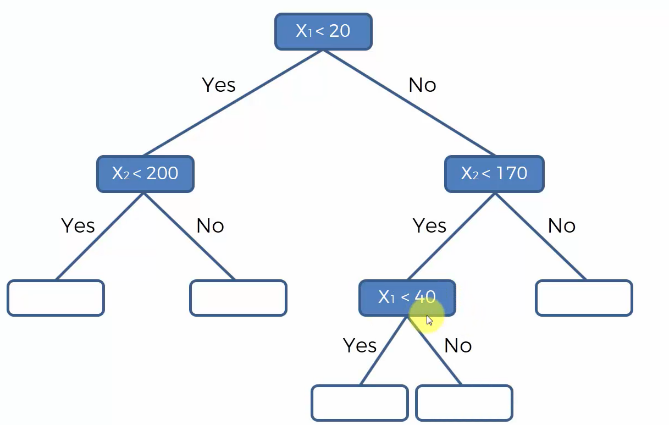 X₁ < 20
Yes
No
X₂ < 200
X₂ < 170
Yes
No
Yes
No
X₁ < 40
Yes
No